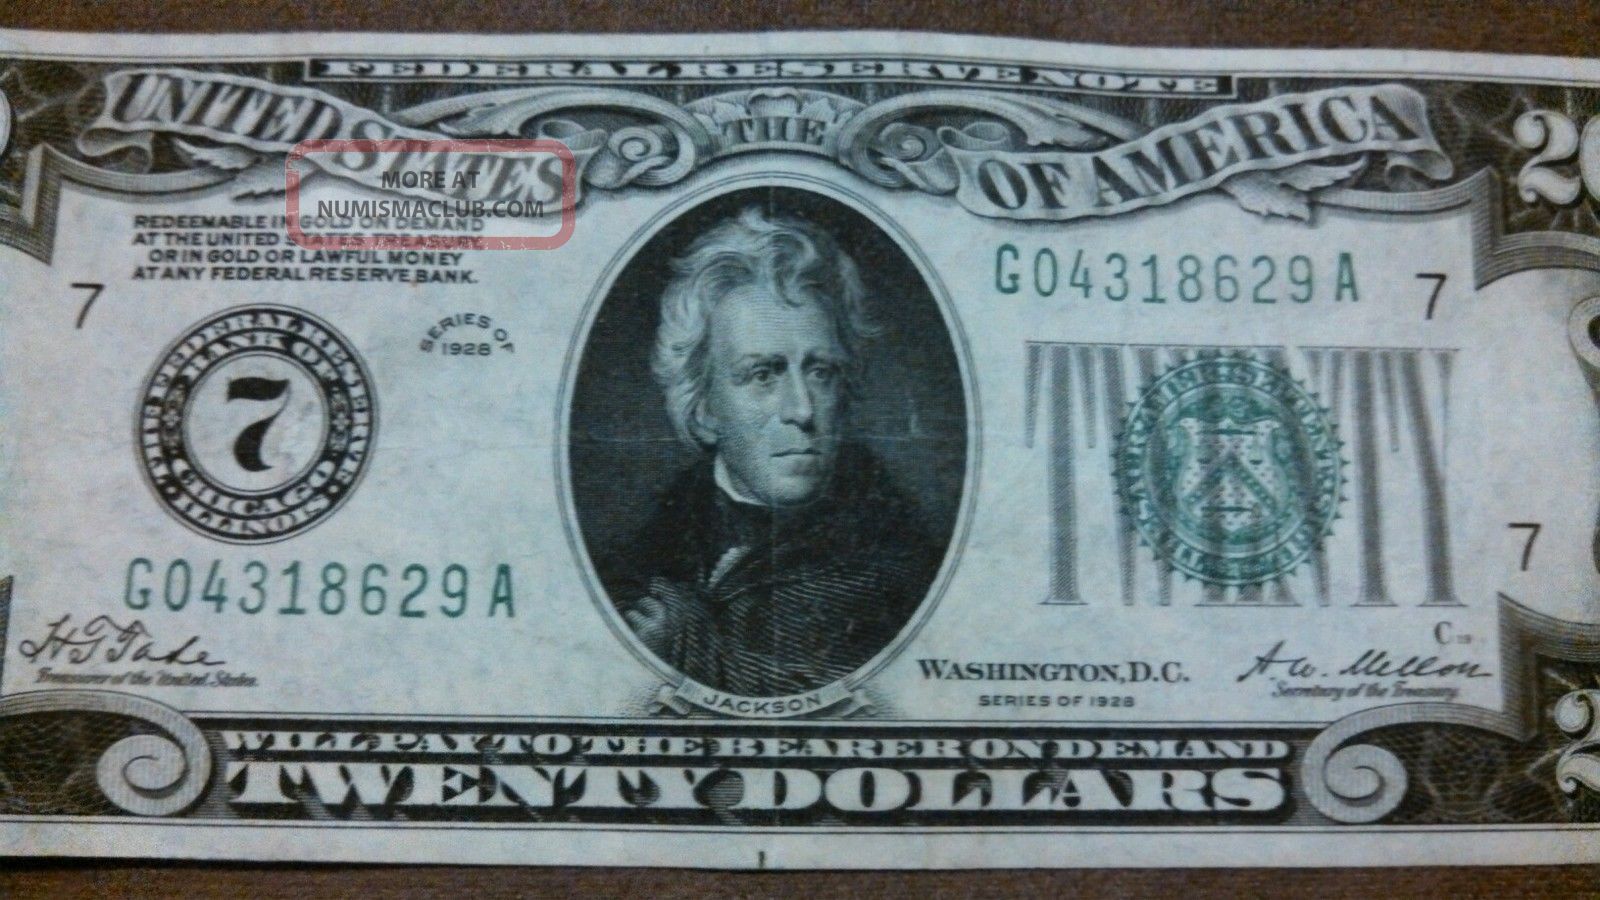 FEDERAL RESERVE NOTE
THE
UNITED STATES OF AMERICA
MORE AT
NUMISMACLUB.COM
REDEEMABLE IN GOLD ON DEMAND
AT THE UNITED STATES TREASURY
OR IN GOLD OR LAWFUL MONEY
AT ANY FEDERAL RESERVE BANK.
G04318629A
7
7
SERIES OF
1928
FEDERAL RESERVE
BANK OF
7
CHICAGO
ILLINOIS
TWENTY
7
G04318629A
H T Tate
Treasurer of the United States.
C
WASHINGTON, D.C.
A. W. Mellon
Secretary of the Treasury.
SERIES OF 1928
JACKSON
WILL PAY TO THE BEARER ON DEMAND
TWENTY DOLLARS